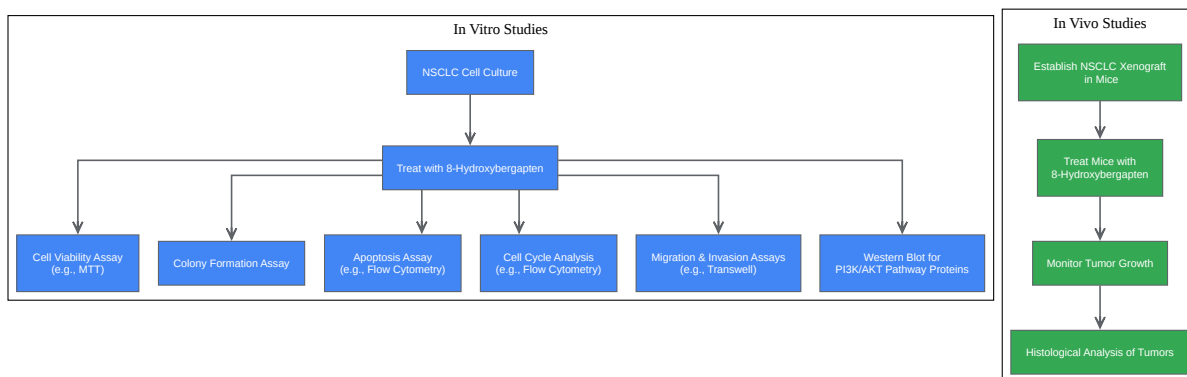 In Vitro Studies
NSCLC Cell Culture
Treat with 8-Hydroxybergapten
Cell Viability Assay
(e.g., MTT)
Colony Formation Assay
Apoptosis Assay
(e.g., Flow Cytometry)
Cell Cycle Analysis
(e.g., Flow Cytometry)
Migration & Invasion Assays
(e.g., Transwell)
Western Blot for
PI3K/AKT Pathway Proteins
In Vivo Studies
Establish NSCLC Xenograft
in Mice
Treat Mice with
8-Hydroxybergapten
Monitor Tumor Growth
Histological Analysis of Tumors